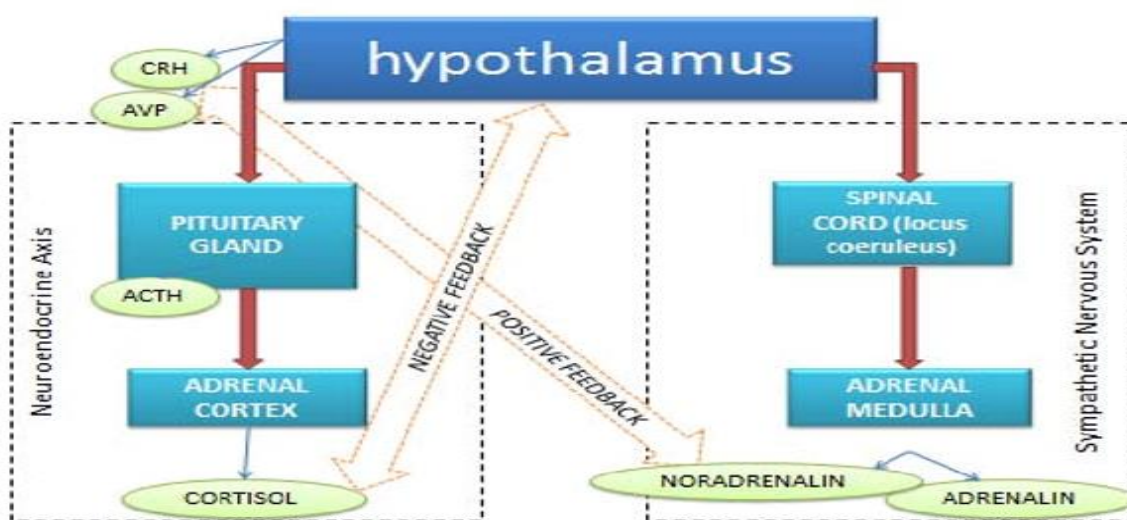 hypothalamus
CRH
AVP
Neuroendocrine Axis
PITUITARY
GLAND
ACTH
ADRENAL
CORTEX
CORTISOL
NEGATIVE FEEDBACK
POSITIVE FEEDBACK
SPINAL
CORD (locus
coeruleus)
ADRENAL
MEDULLA
NORADRENALIN
ADRENALIN
Sympathetic Nervous System